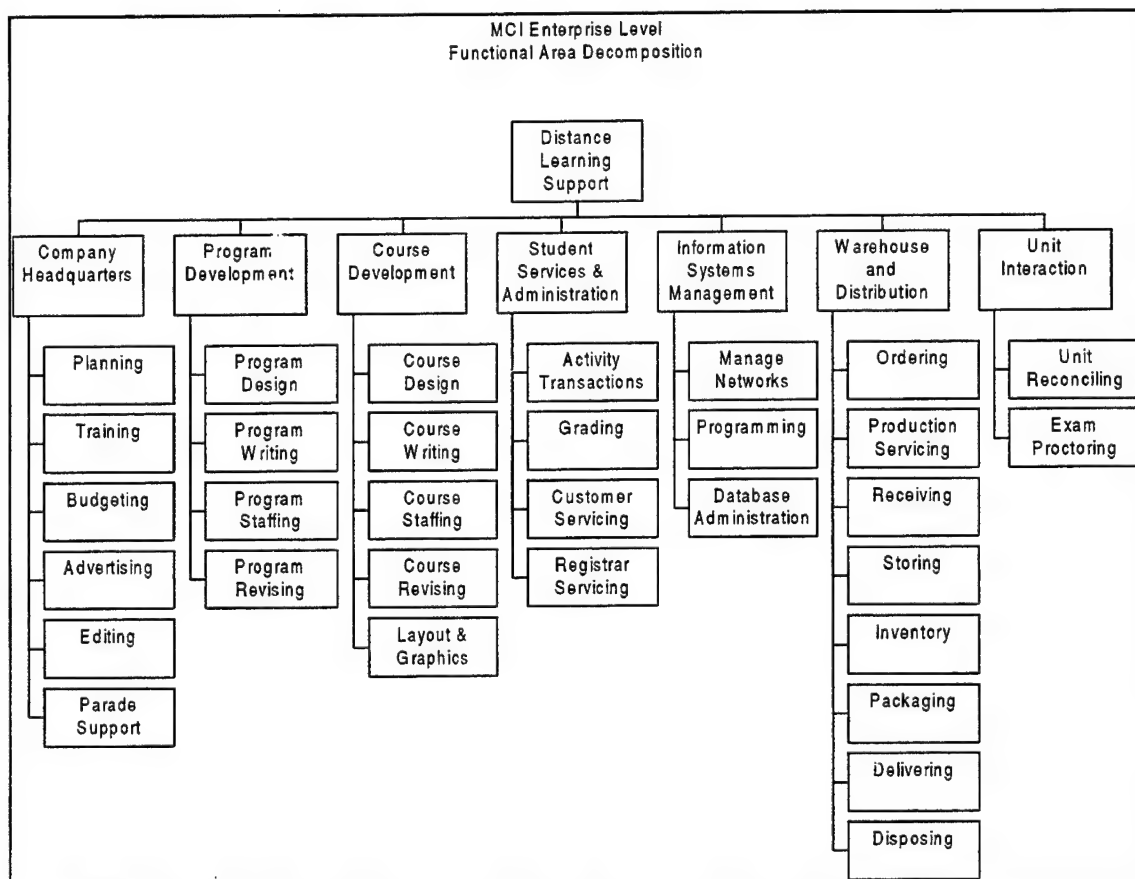 MCI Enterprise Level
Functional Area Decomposition
Distance
Learning
Support
Company
Headquarters
Planning
Training
Budgeting
Advertising
Editing
Parade
Support
Program
Development
Program
Design
Program
Writing
Program
Staffing
Program
Revising
Course
Development
Course
Design
Course
Writing
Course
Staffing
Course
Revising
Layout &
Graphics
Student
Services &
Administration
Activity
Transactions
Grading
Customer
Servicing
Registrar
Servicing
Information
Systems
Management
Manage
Networks
Programming
Database
Administration
Warehouse
and
Distribution
Ordering
Production
Servicing
Receiving
Storing
Inventory
Packaging
Delivering
Disposing
Unit
Interaction
Unit
Reconciling
Exam
Proctoring